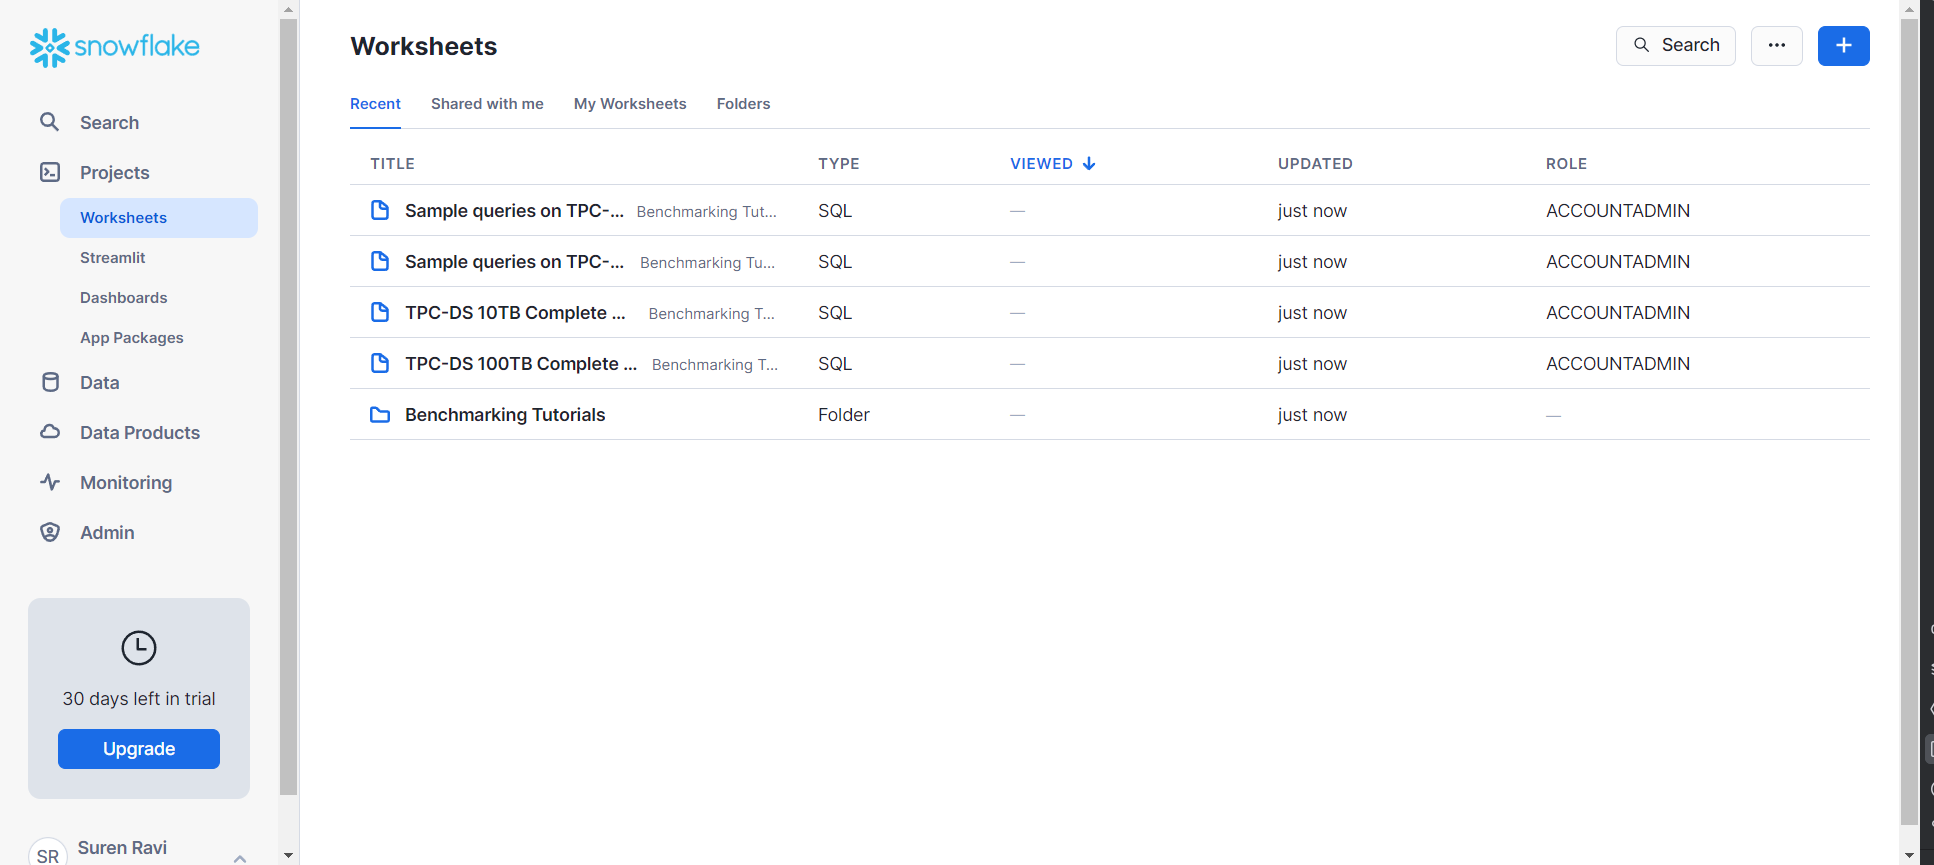 snowflake
Search
Projects
Worksheets
Streamlit
Dashboards
App Packages
Data
Data Products
Monitoring
Admin
30 days left in trial
Upgrade
SR
Suren Ravi
Worksheets
Search
Recent Shared with me My Worksheets Folders
TITLE TYPE VIEWED UPDATED ROLE
Sample queries on TPC-... Benchmarking Tut... SQL — just now ACCOUNTADMIN
Sample queries on TPC-... Benchmarking Tu... SQL — just now ACCOUNTADMIN
TPC-DS 10TB Complete ... Benchmarking T... SQL — just now ACCOUNTADMIN
TPC-DS 100TB Complete ... Benchmarking T... SQL — just now ACCOUNTADMIN
Benchmarking Tutorials Folder — just now —